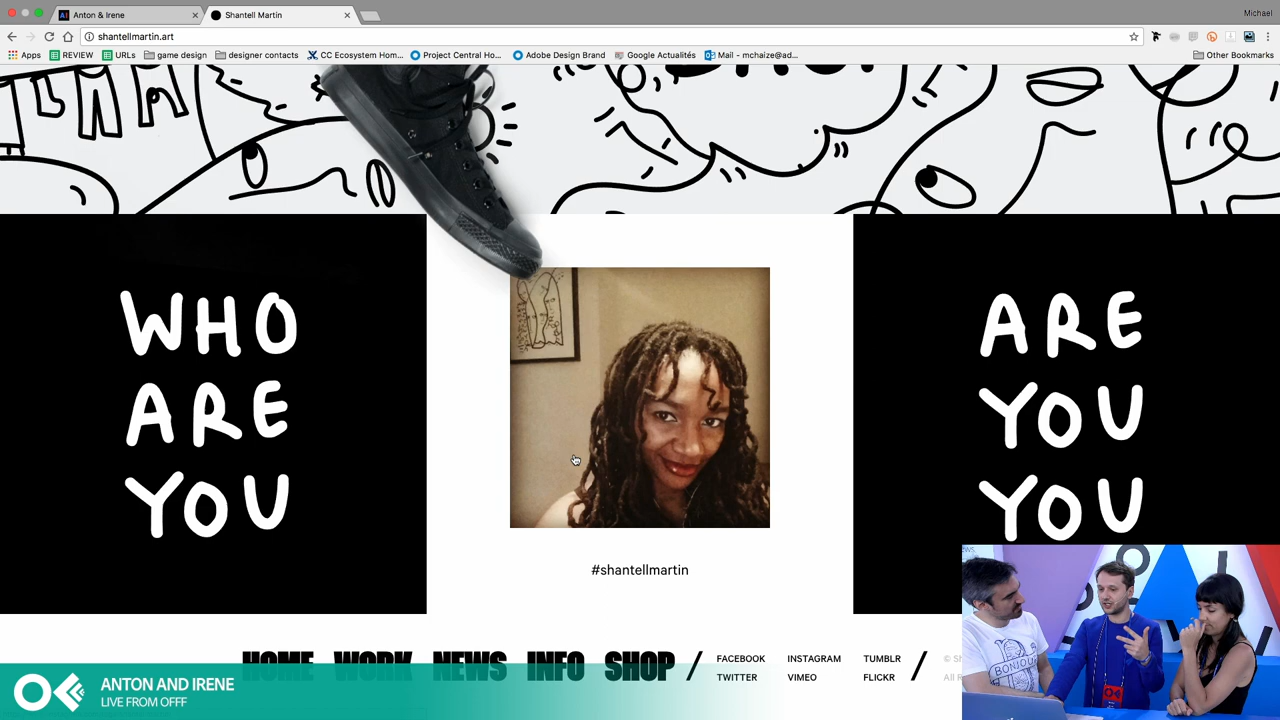 Anton & Irene
Shantell Martin
Michael
shantellmartin.art
Apps
REVIEW
URLs
game design
designer contacts
CC Ecosystem Hom...
Project Central Ho...
Adobe Design Brand
Google Actualités
Mail - mchaize@ad...
Other Bookmarks
WHO
ARE
YOU
#shantellmartin
ARE
YOU
YOU
HOME WORK NEWS INFO SHOP /
FACEBOOK INSTAGRAM TUMBLR /
TWITTER VIMEO FLICKR
ANTON AND IRENE
LIVE FROM OFFF
BONJOUR